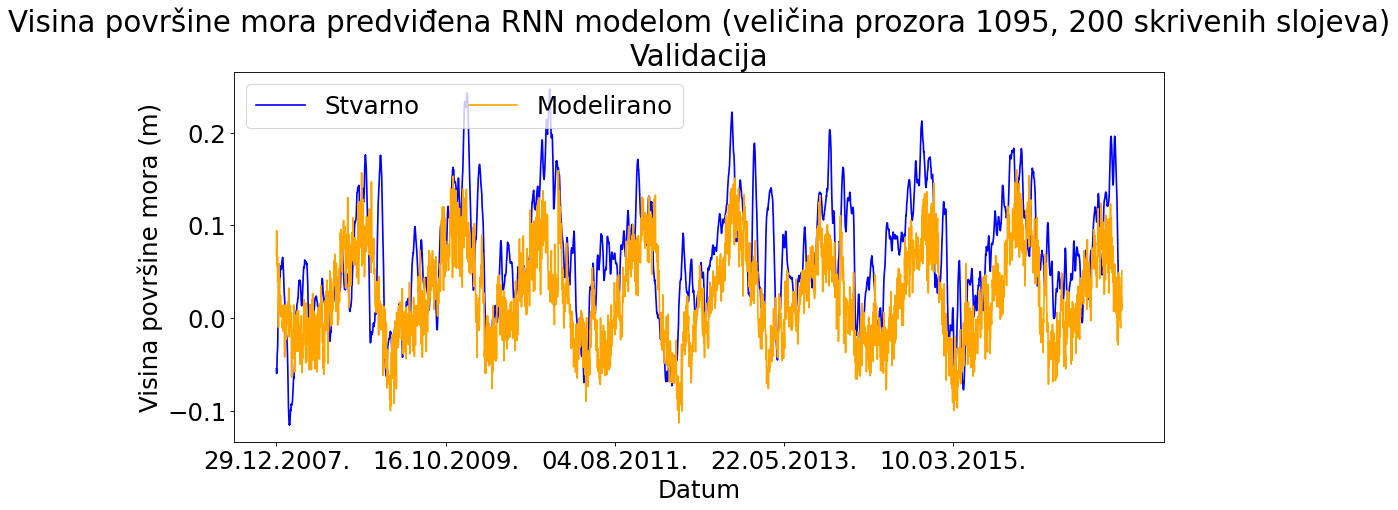 Visina površine mora predviđena RNN modelom (veličina prozora 1095, 200 skrivenih slojeva)
Validacija
Stvarno
Modelirano
Visina površine mora (m)
0.2
0.1
0.0
−0.1
29.12.2007.
16.10.2009.
04.08.2011.
22.05.2013.
10.03.2015.
Datum